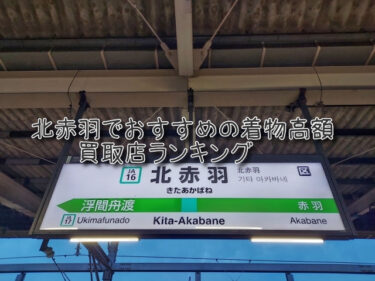 北赤羽でおすすめの着物高額
買取店ランキング
JA
16
北赤羽
きたあかばね
北赤羽
기타 아카바네
区
JA
17
浮間舟渡
赤羽
Ukimafunado
Kita-Akabane
Akabane